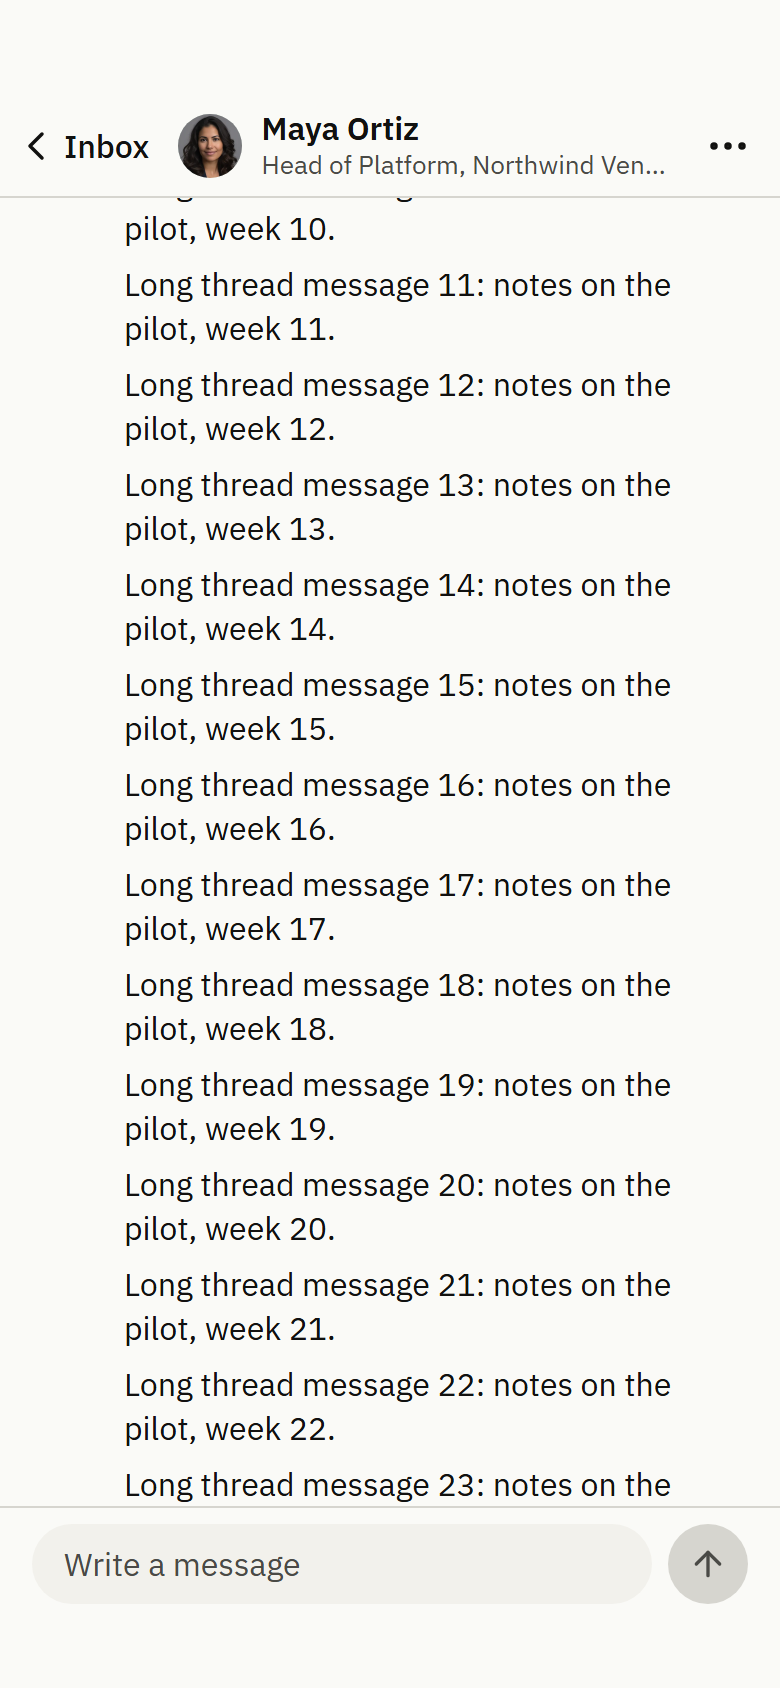 Inbox
Maya Ortiz
Head of Platform, Northwind Ven...
pilot, week 10.
Long thread message 11: notes on the
pilot, week 11.
Long thread message 12: notes on the
pilot, week 12.
Long thread message 13: notes on the
pilot, week 13.
Long thread message 14: notes on the
pilot, week 14.
Long thread message 15: notes on the
pilot, week 15.
Long thread message 16: notes on the
pilot, week 16.
Long thread message 17: notes on the
pilot, week 17.
Long thread message 18: notes on the
pilot, week 18.
Long thread message 19: notes on the
pilot, week 19.
Long thread message 20: notes on the
pilot, week 20.
Long thread message 21: notes on the
pilot, week 21.
Long thread message 22: notes on the
pilot, week 22.
Long thread message 23: notes on the
Write a message